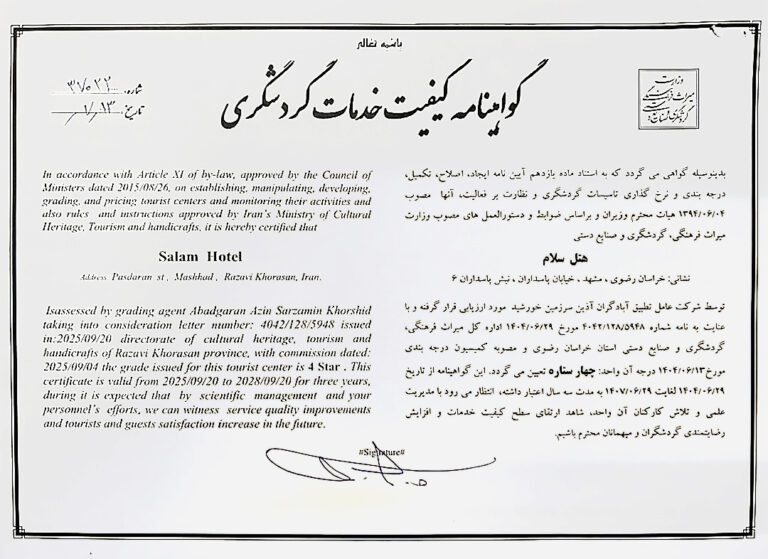 باسمه تعالی
گواهینامه کیفیت خدمات گردشگری
شماره:
تاریخ:
وزارت
میراث فرهنگی
گردشگری و صنایع دستی
In accordance with Article XI of by-law, approved by the Council of
Ministers dated 2015/08/26, on establishing, manipulating, developing,
grading, and pricing tourist centers and monitoring their activities and
also rules and instructions approved by Iran's Ministry of Cultural
Heritage, Tourism and handicrafts, it is hereby certified that
Salam Hotel
Address: Pasdaran st, Mashhad, Razavi Khorasan, Iran.
Isassessed by grading agent Abadgaran Azin Sarzamin Khorshid
taking into consideration letter number: 4042/128/5948 issued
in:2025/09/20 directorate of cultural heritage, tourism and
handicrafts of Razavi Khorasan province, with commission dated:
2025/09/04 the grade issued for this tourist center is 4 Star . This
certificate is valid from 2025/09/20 to 2028/09/20 for three years,
during it is expected that by scientific management and your
personnel's efforts, we can witness service quality improvements
and tourists and guests satisfaction increase in the future.
بدینوسیله گواهی می گردد که به استناد ماده یازدهم آیین نامه ایجاد، اصلاح، تکمیل،
درجه بندی و نرخ گذاری تاسیسات گردشگری و نظارت بر فعالیت، آنها مصوب
۱۳۹۴/۰۶/۰۴ هیات محترم وزیران و براساس ضوابط و دستورالعمل های مصوب وزارت
میراث فرهنگی، گردشگری و صنایع دستی
هتل سلام
نشانی: خراسان رضوی ، مشهد ، خیابان پاسداران ، نبش پاسداران ۶
توسط شرکت عامل تطبیق آبادگران آذین سرزمین خورشید مورد ارزیابی قرار گرفته و با
عنایت به نامه شماره ۴۰۴۲/۱۲۸/۵۹۴۸ مورخ ۱۴۰۴/۰۶/۲۹ اداره کل میراث فرهنگی،
گردشگری و صنایع دستی استان خراسان رضوی و مصوبه کمیسیون درجه بندی
مورخ۱۴۰۴/۰۶/۱۳ درجه آن واحد: چهار ستاره تعیین می گردد. این گواهینامه از تاریخ
۱۴۰۴/۰۶/۲۹ لغایت ۱۴۰۷/۰۶/۲۹ به مدت سه سال اعتبار داشته، انتظار می رود با مدیریت
علمی و تلاش کارکنان آن واحد، شاهد ارتقای سطح کیفیت خدمات و افزایش
رضایتمندی گردشگران و میهمانان محترم باشیم.
#Signature#